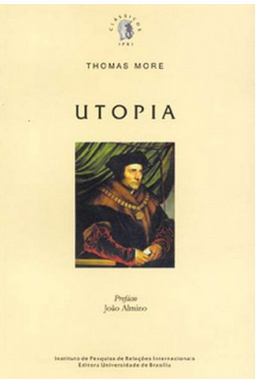 CLÁSSICOS
IPRI
THOMAS MORE
UTOPIA
Prefácio
João Almino
Instituto de Pesquisa de Relações Internacionais
Editora Universidade de Brasília